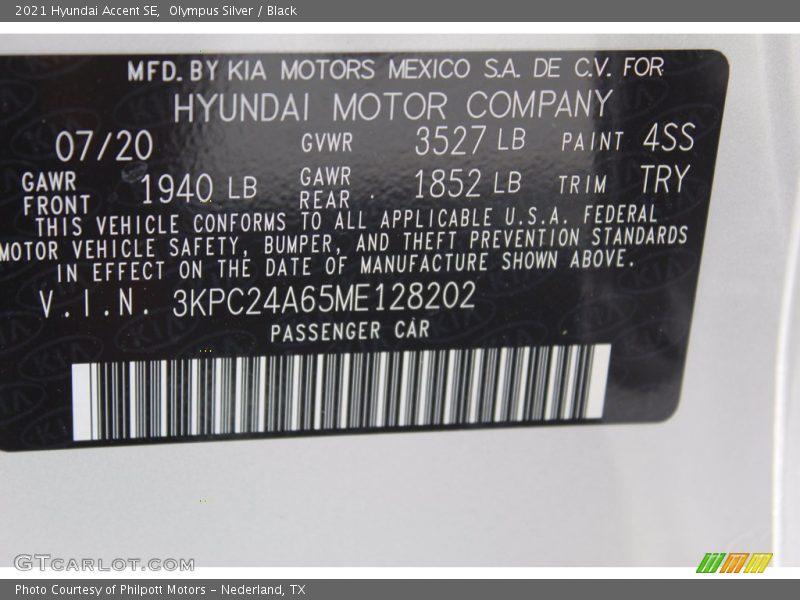 2021 Hyundai Accent SE, Olympus Silver / Black
MFD. BY KIA MOTORS MEXICO S.A. DE C.V. FOR
HYUNDAI MOTOR COMPANY
07/20 GVWR 3527 LB PAINT 4SS
GAWR FRONT 1940 LB GAWR REAR 1852 LB TRIM TRY
THIS VEHICLE CONFORMS TO ALL APPLICABLE U.S.A. FEDERAL
MOTOR VEHICLE SAFETY, BUMPER, AND THEFT PREVENTION STANDARDS
IN EFFECT ON THE DATE OF MANUFACTURE SHOWN ABOVE.
V.I.N. 3KPC24A65ME128202
PASSENGER CAR
GTCARLOT.COM
Photo Courtesy of Philpott Motors - Nederland, TX